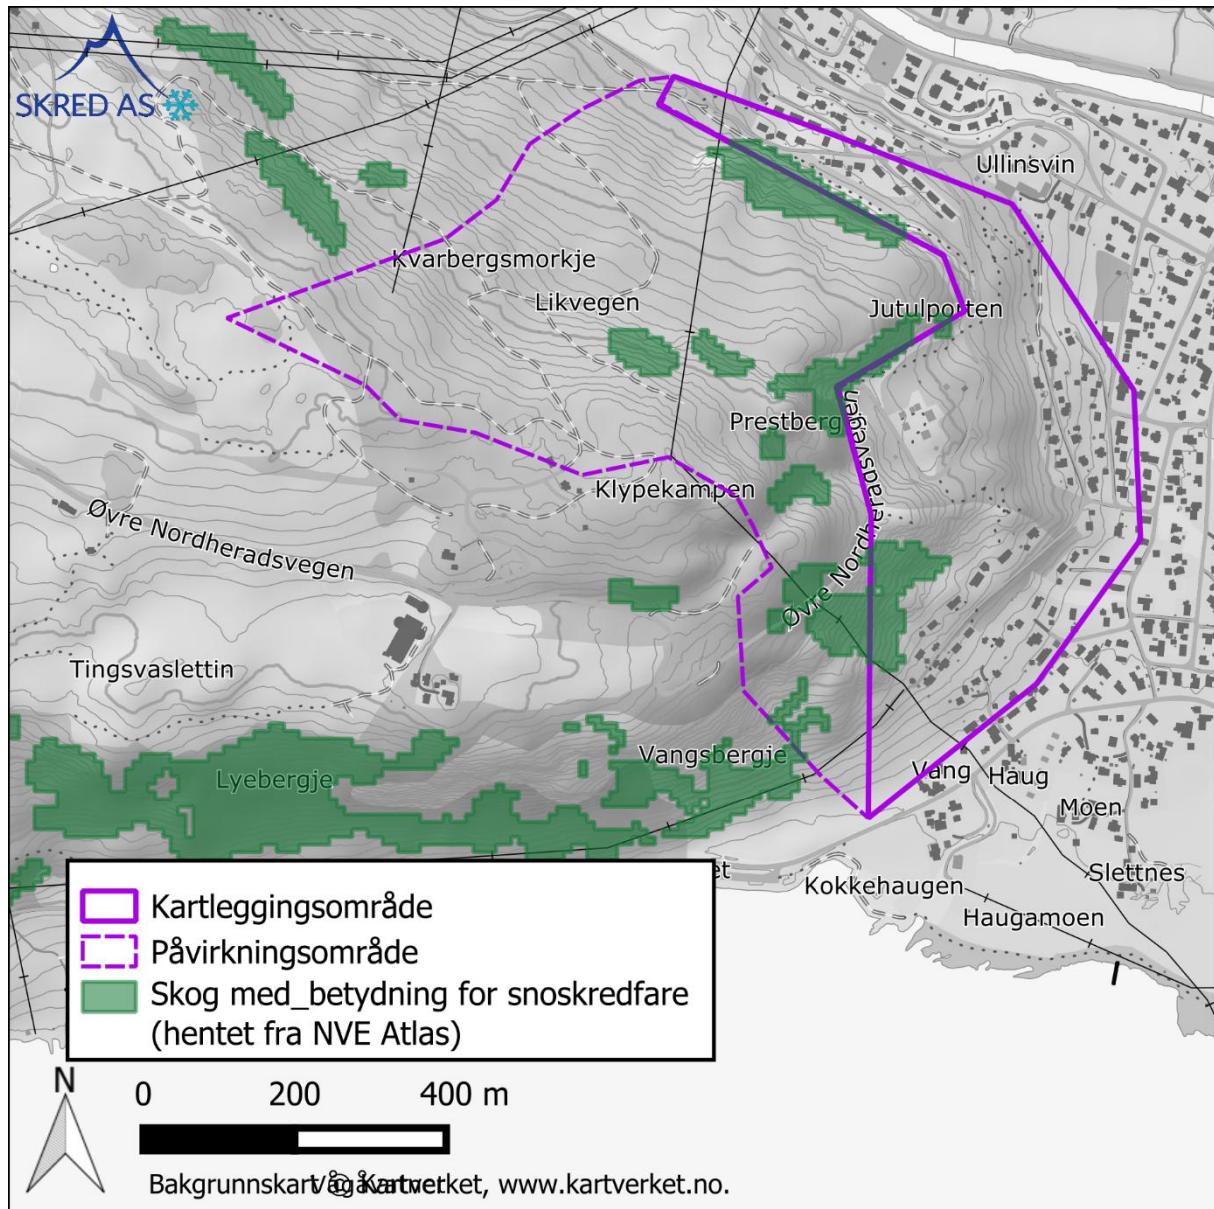 SKRED AS
Ullinsvin
Kvarbergsmorkje
Likvegen
Jutulporten
Prestberg
Klypekampen
Øvre Nordheradsvegen
Øvre Nordheradsvegen
Tingsvaslettin
Vangsbergje
Lyebergje
Vang
Haug
Moen
Slettnes
Kokkehaugen
Haugamoen
et
Kartleggingsområde
Påvirkningsområde
Skog med_betydning for snoskredfare
(hentet fra NVE Atlas)
N
0 200 400 m
Bakgrunnskart © Kartverket, www.kartverket.no.
Vågåvatnet